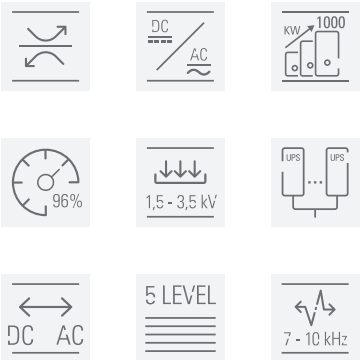 DC
AC
1000
KW
96%
1,5 - 3,5 kV
UPS UPS
DC AC
5 LEVEL
7 - 10 kHz